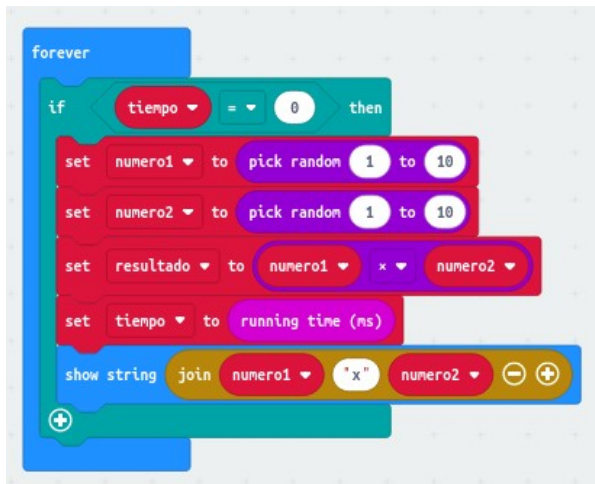 forever
if tiempo = 0 then
set numero1 to pick random 1 to 10
set numero2 to pick random 1 to 10
set resultado to numero1 × numero2
set tiempo to running time (ms)
show string join numero1 "x" numero2